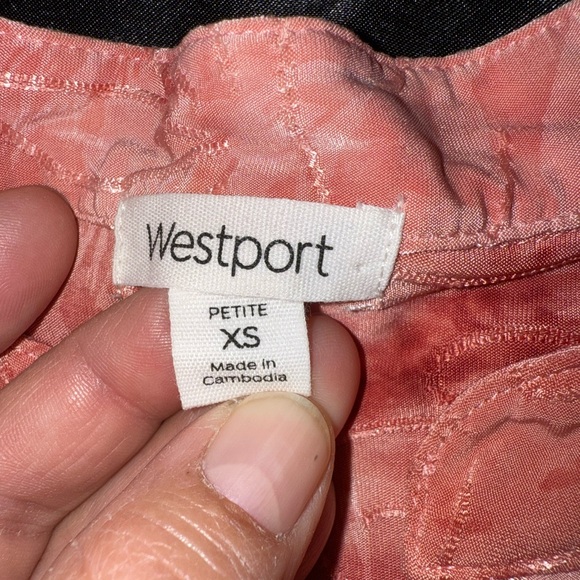 Westport
PETITE
XS
Made in
Cambodia